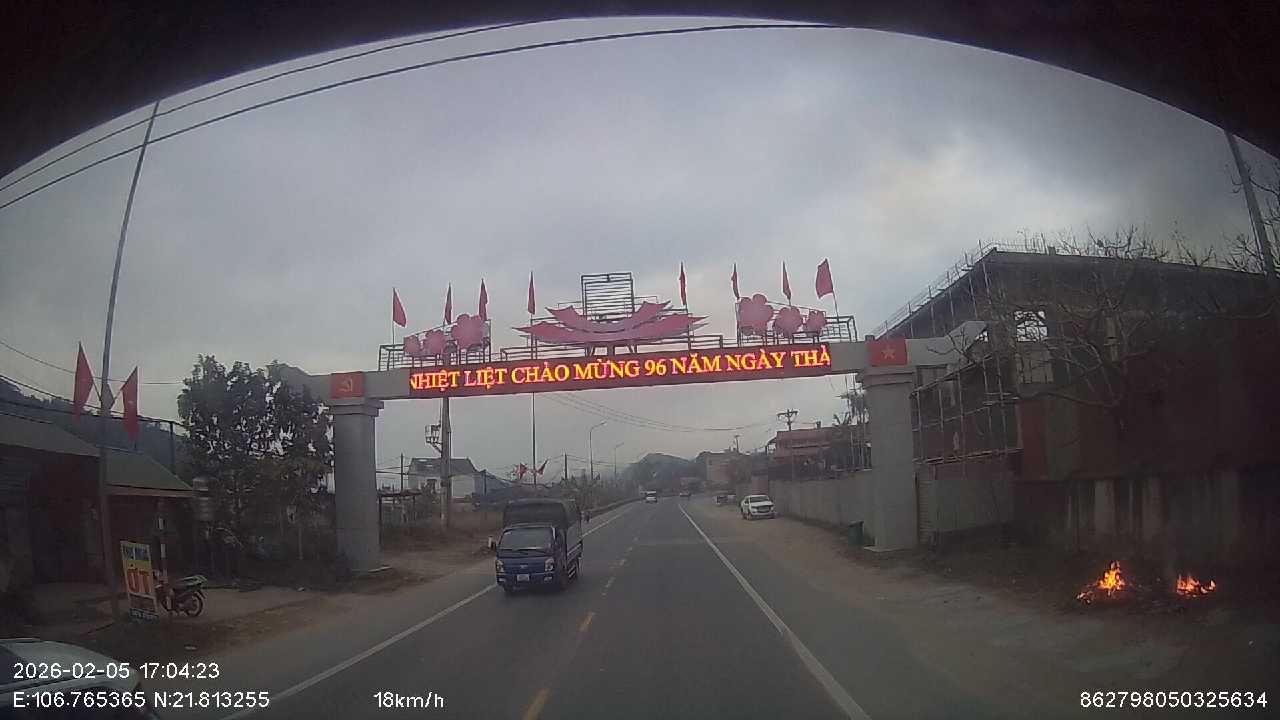 NHIỆT LIỆT CHÀO MỪNG 96 NĂM NGÀY THÀ
ỚT
2026-02-05 17:04:23
E:106.765365 N:21.813255
18km/h
862798050325634